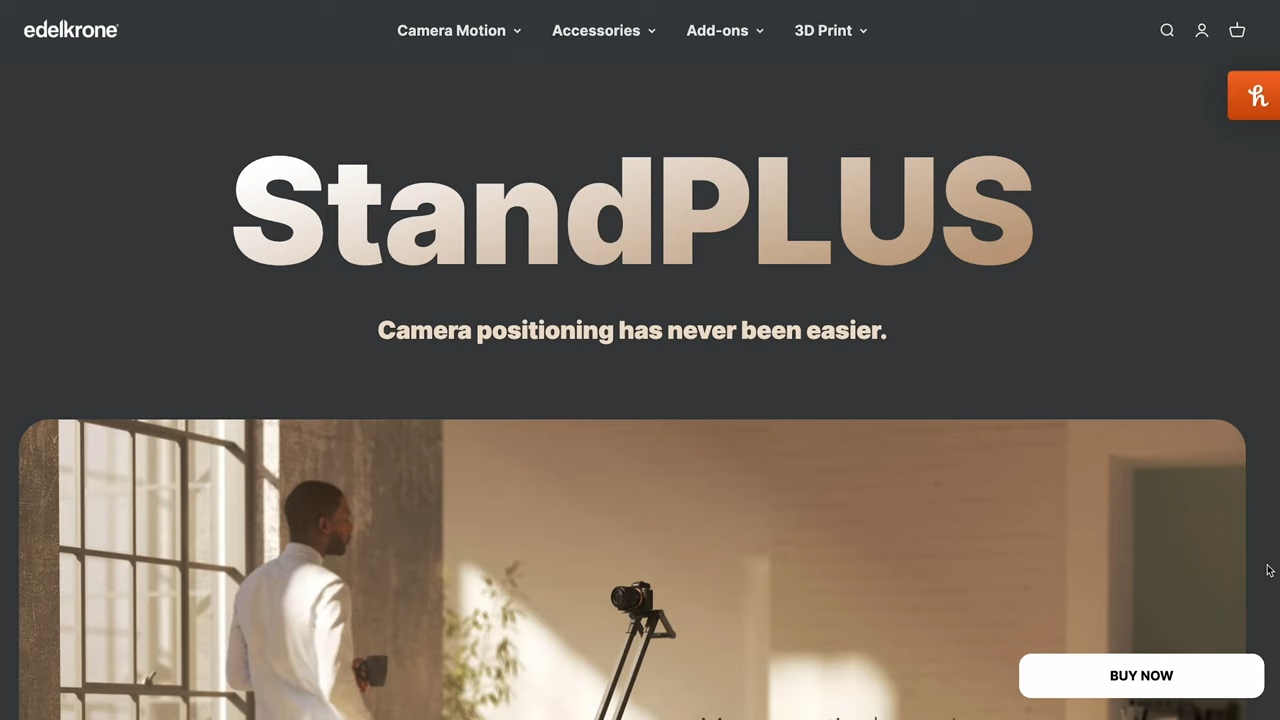 edelkrone
Camera Motion
Accessories
Add-ons
3D Print
StandPLUS
Camera positioning has never been easier.
BUY NOW